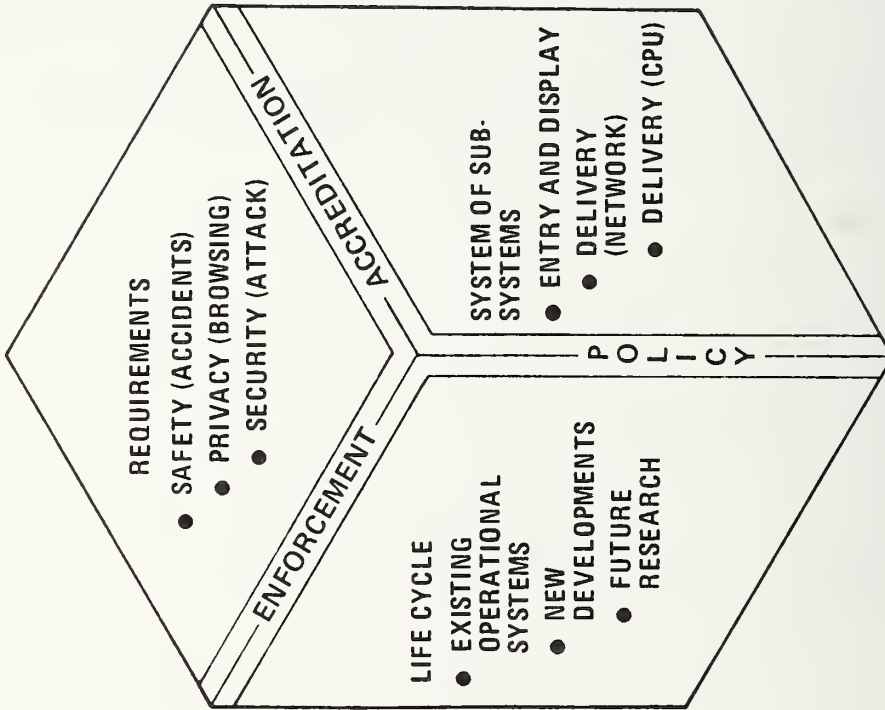 REQUIREMENTS
● SAFETY (ACCIDENTS)
● PRIVACY (BROWSING)
● SECURITY (ATTACK)
ENFORCEMENT
ACCREDITATION
LIFE CYCLE
● EXISTING
OPERATIONAL
SYSTEMS
● NEW
DEVELOPMENTS
● FUTURE
RESEARCH
POLICY
SYSTEM OF SUB-
SYSTEMS
● ENTRY AND DISPLAY
● DELIVERY
(NETWORK)
● DELIVERY (CPU)